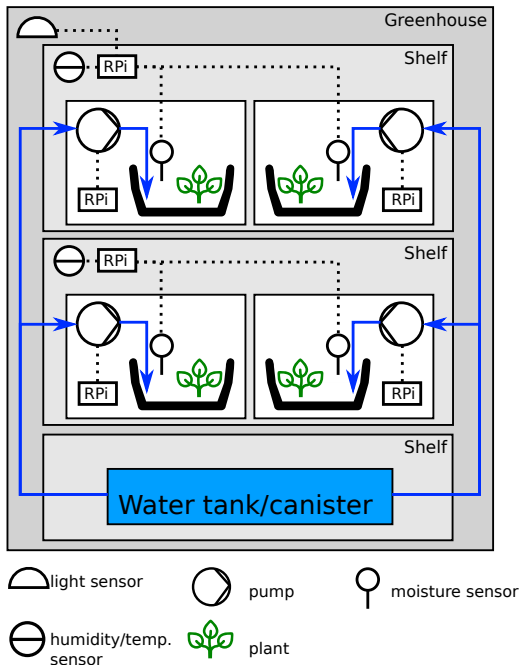 Greenhouse
Shelf
RPi
RPi
RPi
Shelf
RPi
RPi
RPi
Shelf
Water tank/canister
light sensor
pump
moisture sensor
humidity/temp.
sensor
plant